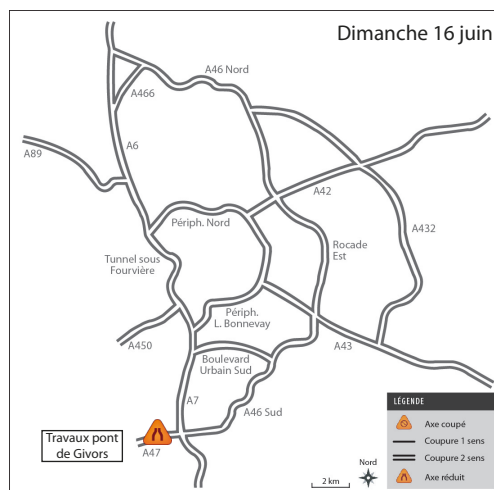 Dimanche 16 juin
A46 Nord
A466
A6
A89
A42
Périph. Nord
A432
Tunnel sous
Fourvière
Rocade
Est
Périph.
L. Bonnevay
A450
A43
Boulevard
Urbain Sud
A7
A46 Sud
Travaux pont
de Givors
A47
LÉGENDE
Axe coupé
Coupure 1 sens
Coupure 2 sens
Axe réduit
Nord
2 km